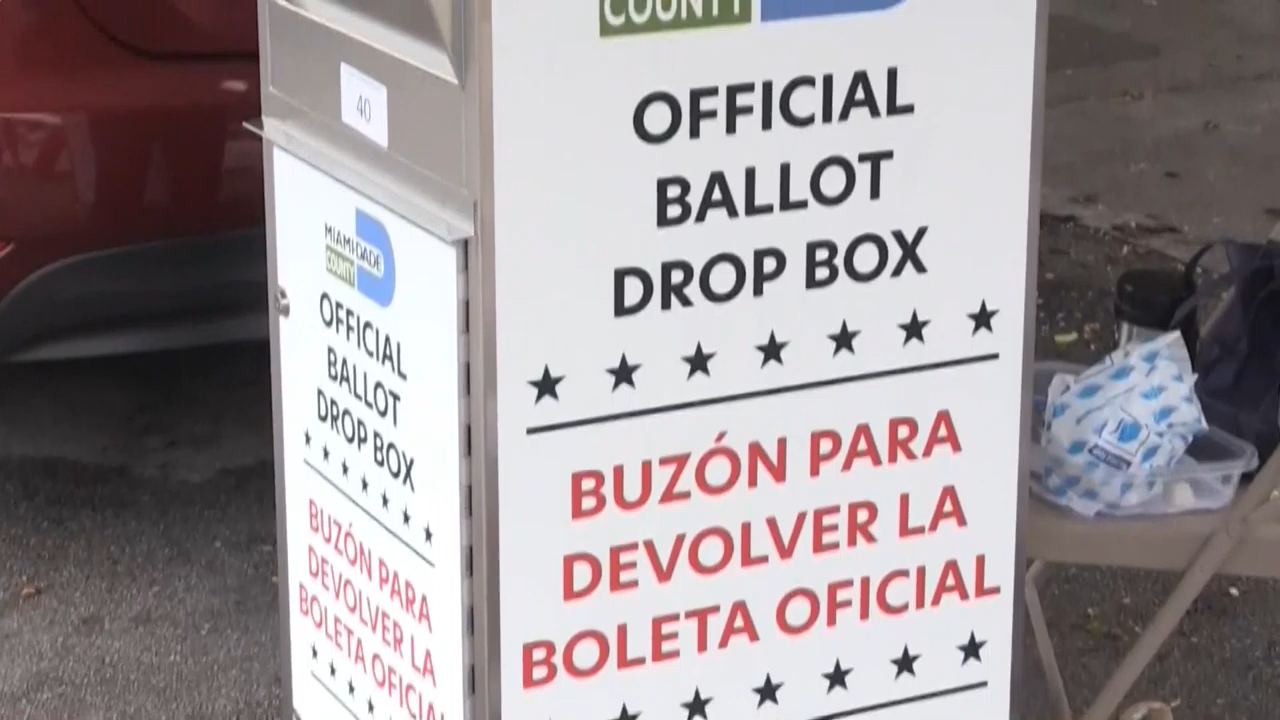 40
MIAMI-DADE
COUNTY
OFFICIAL
BALLOT
DROP BOX
BUZÓN PARA
DEVOLVER LA
BOLETA OFICIAL
COUNTY
OFFICIAL
BALLOT
DROP BOX
BUZÓN PARA
DEVOLVER LA
BOLETA OFICIAL